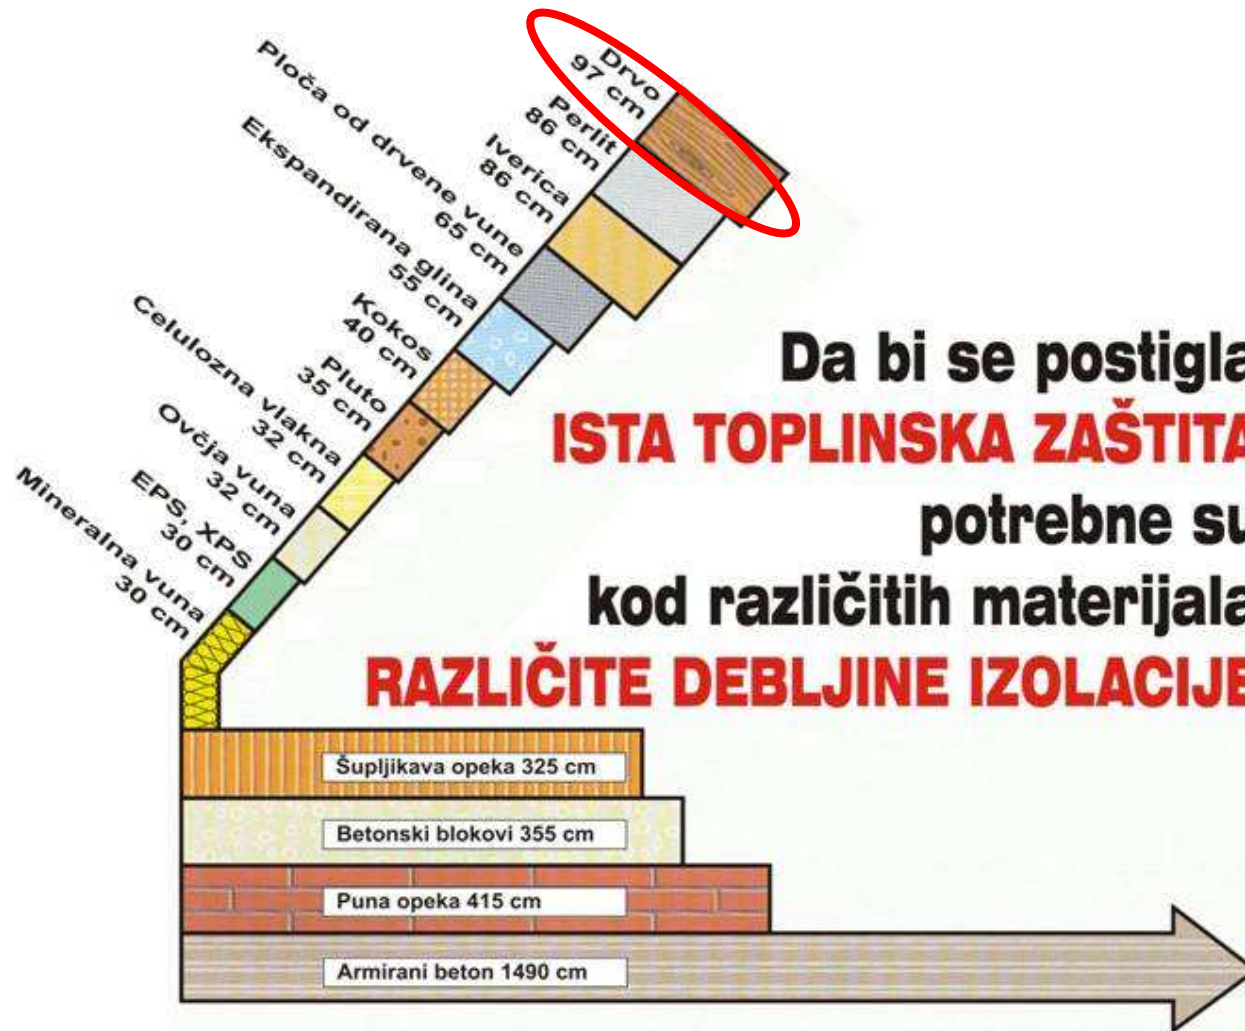 Drvo
97 cm
Perlit
86 cm
Iverica
86 cm
Ploča od drvene vune
65 cm
Ekspandirana glina
55 cm
Kokos
40 cm
Pluto
35 cm
Celulozna vlakna
32 cm
Ovčja vuna
32 cm
EPS, XPS
30 cm
Mineralna vuna
30 cm
Da bi se postigla
ISTA TOPLINSKA ZAŠTITA
potrebne su
kod različitih materijala
RAZLIČITE DEBLJINE IZOLACIJE
Šupljikava opeka 325 cm
Betonski blokovi 355 cm
Puna opeka 415 cm
Armirani beton 1490 cm